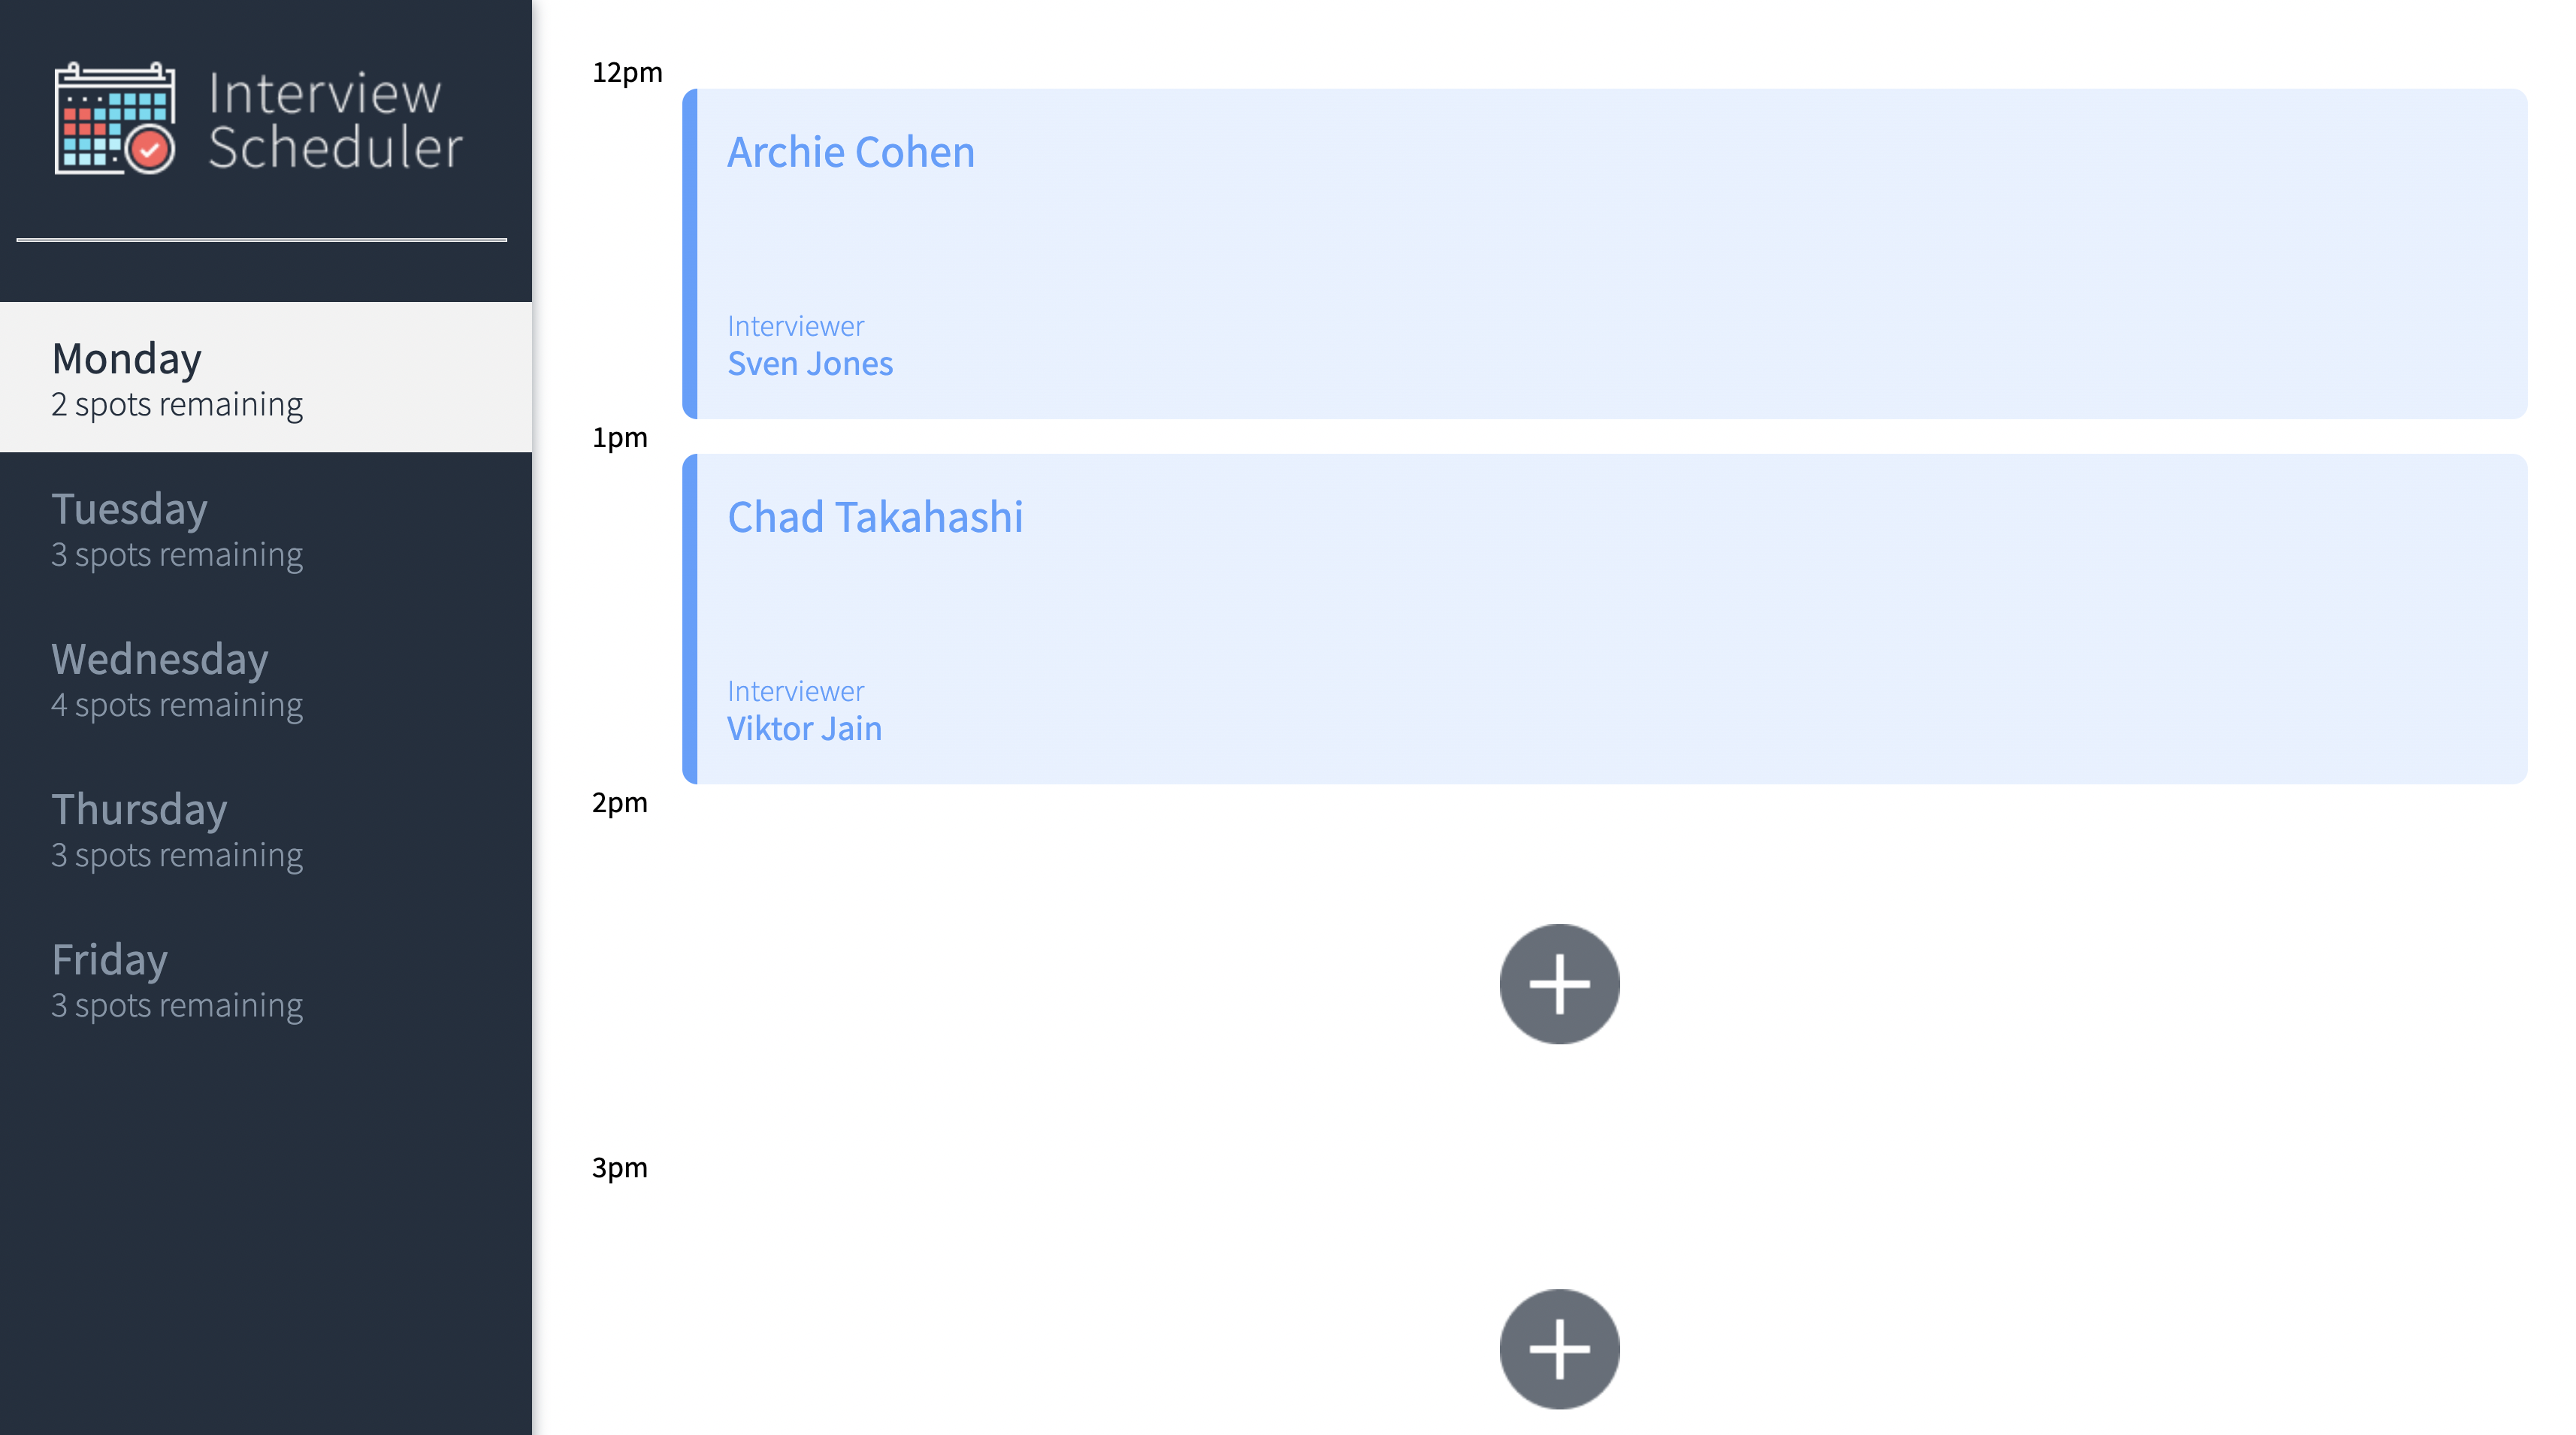 Interview
Scheduler
Monday
2 spots remaining
Tuesday
3 spots remaining
Wednesday
4 spots remaining
Thursday
3 spots remaining
Friday
3 spots remaining
12pm
Archie Cohen
Interviewer
Sven Jones
1pm
Chad Takahashi
Interviewer
Viktor Jain
2pm
3pm